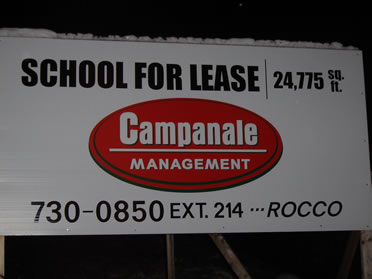 SCHOOL FOR LEASE 24,775 sq. ft.
Campanale
MANAGEMENT
730-0850 EXT. 214 ...ROCCO